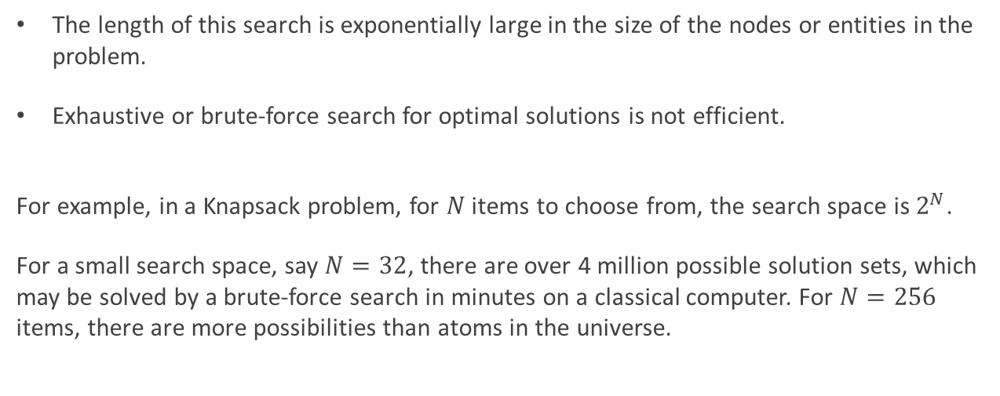 • The length of this search is exponentially large in the size of the nodes or entities in the
problem.
• Exhaustive or brute-force search for optimal solutions is not efficient.
For example, in a Knapsack problem, for N items to choose from, the search space is 2^N.
For a small search space, say N = 32, there are over 4 million possible solution sets, which
may be solved by a brute-force search in minutes on a classical computer. For N = 256
items, there are more possibilities than atoms in the universe.